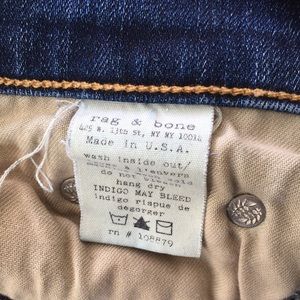 rag & bone
425 W. 13th St, NY NY 10014
Made in U.S.A.
wash inside out/
à l'envers
do not
hang dry
INDIGO MAY BLEED
indigo risque de
degorger
rn # 108879